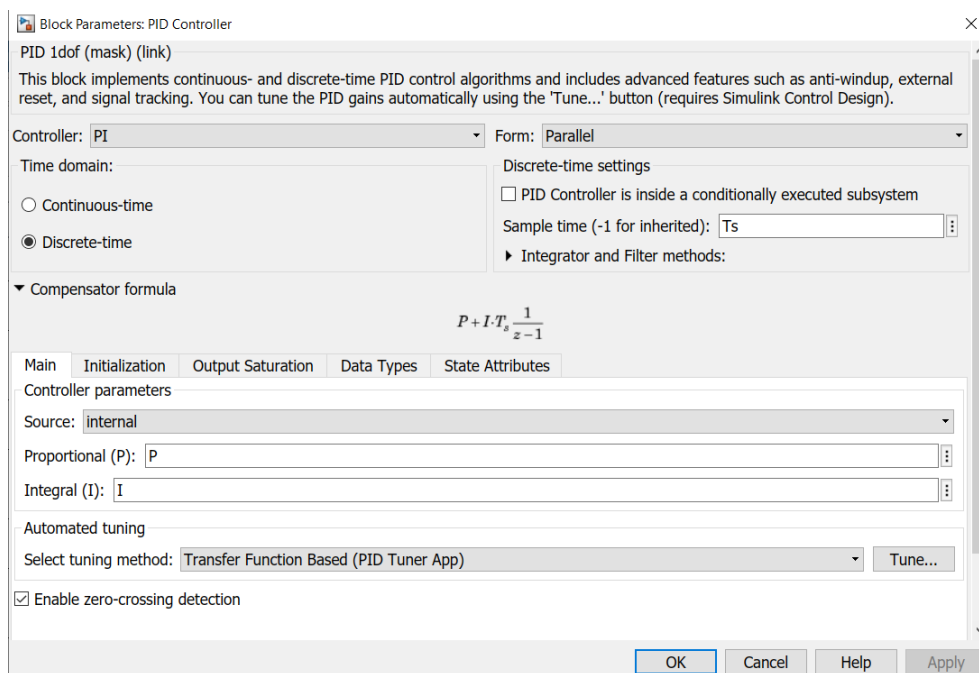 Block Parameters: PID Controller
PID 1dof (mask) (link)
This block implements continuous- and discrete-time PID control algorithms and includes advanced features such as anti-windup, external
reset, and signal tracking. You can tune the PID gains automatically using the 'Tune...' button (requires Simulink Control Design).
Controller: PI Form: Parallel
Time domain:
Continuous-time
Discrete-time
Discrete-time settings
PID Controller is inside a conditionally executed subsystem
Sample time (-1 for inherited): Ts
Integrator and Filter methods:
Compensator formula
P+I·T_s 1/(z−1)
Main Initialization Output Saturation Data Types State Attributes
Controller parameters
Source: internal
Proportional (P): P
Integral (I): I
Automated tuning
Select tuning method: Transfer Function Based (PID Tuner App) Tune...
Enable zero-crossing detection
OK Cancel Help Apply